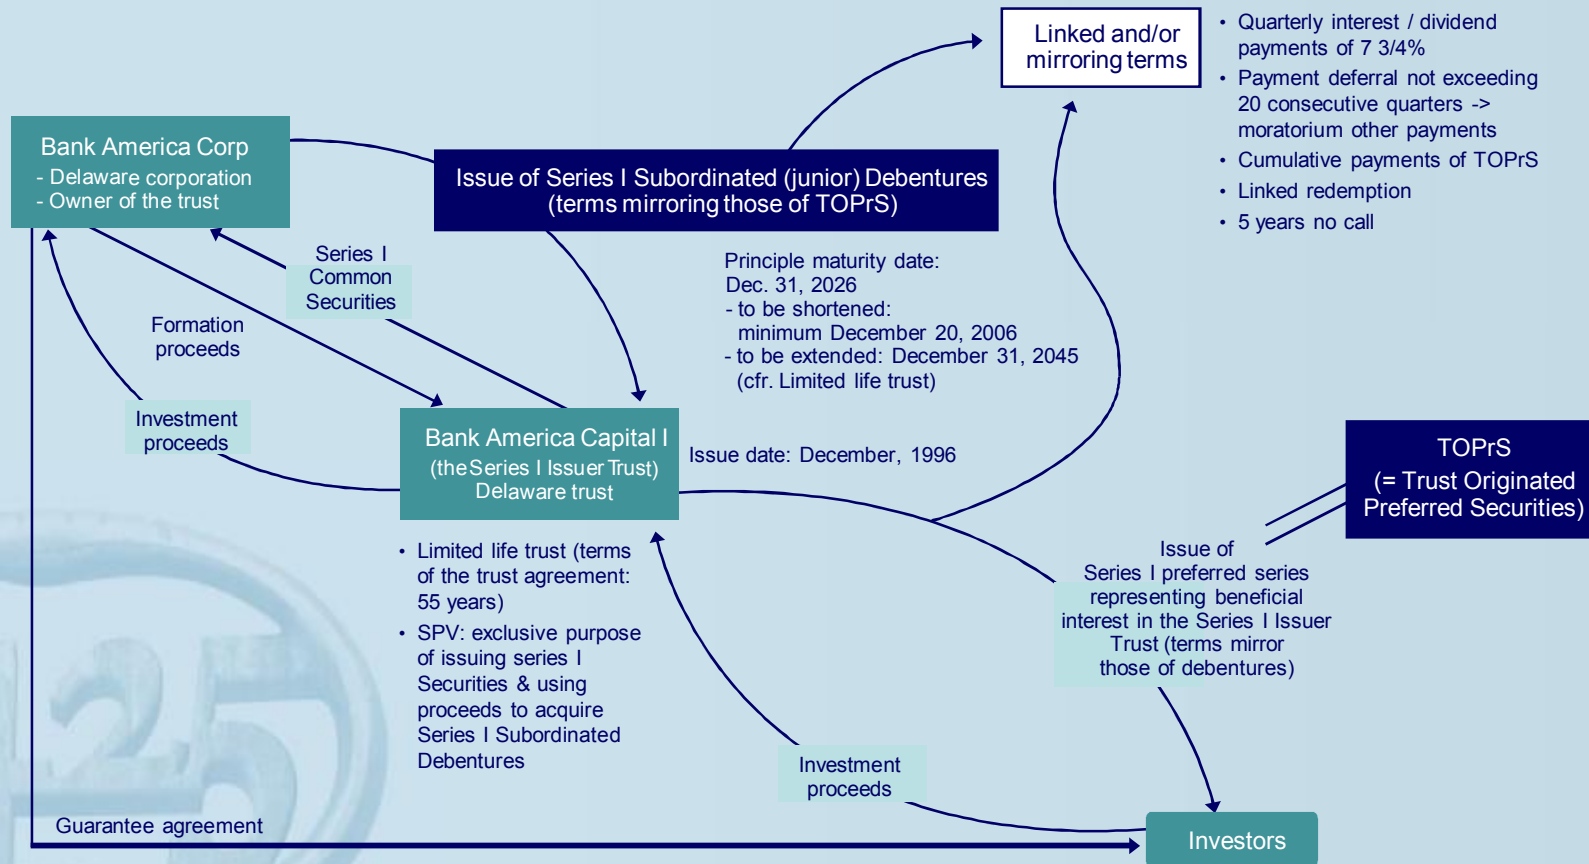 Linked and/or
mirroring terms
• Quarterly interest / dividend
payments of 7 3/4%
• Payment deferral not exceeding
20 consecutive quarters ->
moratorium other payments
• Cumulative payments of TOPrS
• Linked redemption
• 5 years no call
Bank America Corp
- Delaware corporation
- Owner of the trust
Issue of Series I Subordinated (junior) Debentures
(terms mirroring those of TOPrS)
Series I
Common
Securities
Formation
proceeds
Investment
proceeds
Principle maturity date:
Dec. 31, 2026
- to be shortened:
minimum December 20, 2006
- to be extended: December 31, 2045
(cfr. Limited life trust)
Bank America Capital I
(the Series I Issuer Trust)
Delaware trust
Issue date: December, 1996
TOPrS
(= Trust Originated
Preferred Securities)
• Limited life trust (terms
of the trust agreement:
55 years)
• SPV: exclusive purpose
of issuing series I
Securities & using
proceeds to acquire
Series I Subordinated
Debentures
Issue of
Series I preferred series
representing beneficial
interest in the Series I Issuer
Trust (terms mirror
those of debentures)
Investment
proceeds
Guarantee agreement
Investors
125